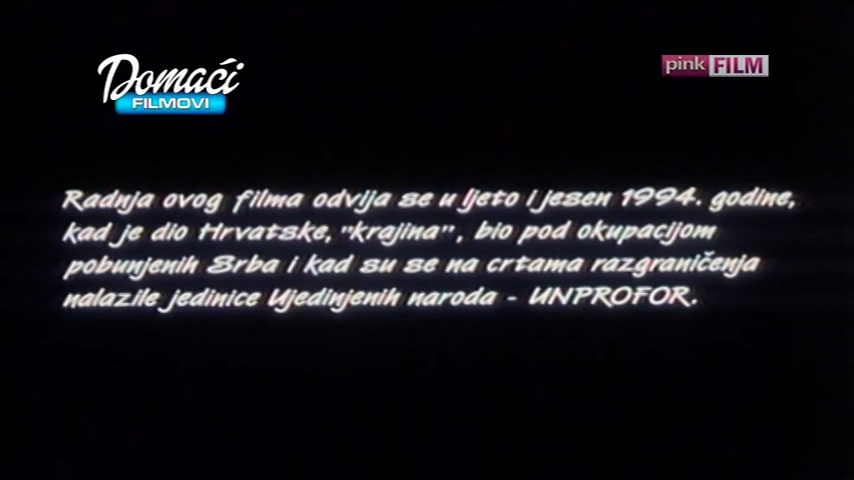 Domaći
FILMOVI
pink FILM
Radnja ovog filma odvija se u ljeto i jesen 1994. godine,
kad je dio Hrvatske, "krajina", bio pod okupacijom
pobunjenih Srba i kad su se na crtama razgraničenja
nalazile jedinice Ujedinjenih naroda - UNPROFOR.